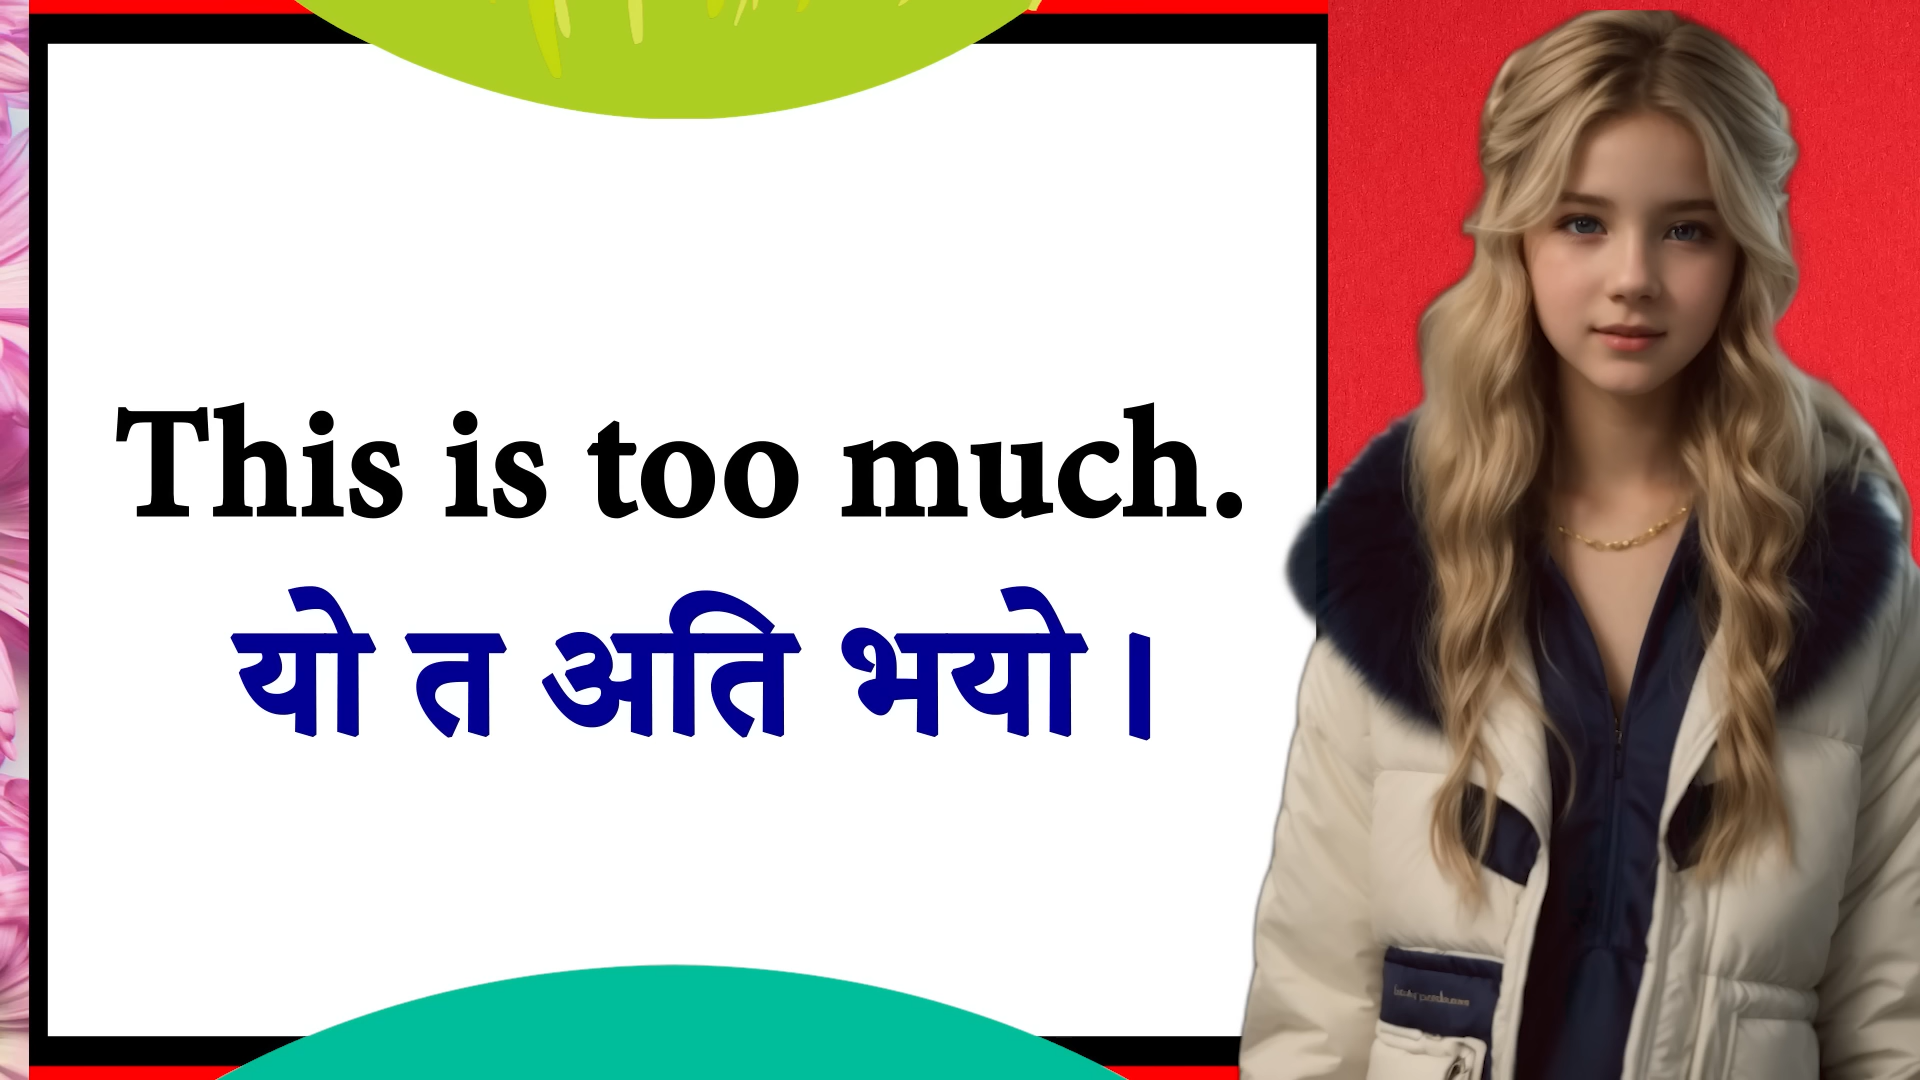 This is too much.
यो त अति भयो ।